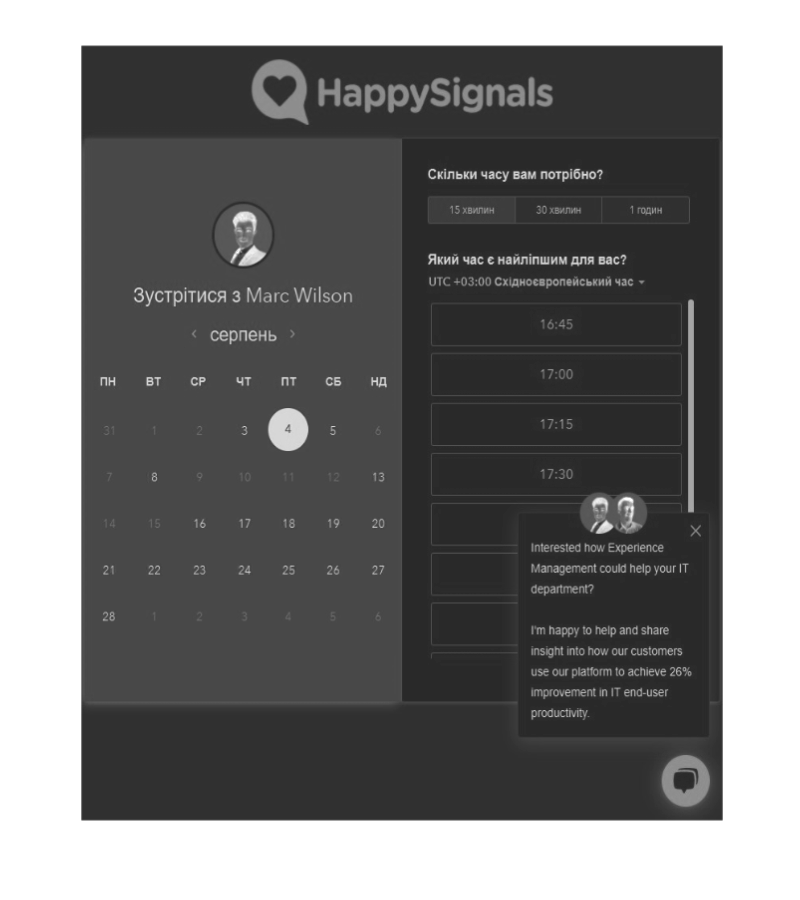 HappySignals
Зустрітися з Marc Wilson
серпень
ПН ВТ СР ЧТ ПТ СБ НД
31 1 2 3 4 5 6
7 8 9 10 11 12 13
14 15 16 17 18 19 20
21 22 23 24 25 26 27
28 1 2 3 4 5 6
Скільки часу вам потрібно?
15 хвилин 30 хвилин 1 годин
Який час є найліпшим для вас?
UTC +03:00 Східноєвропейський час
16:45
17:00
17:15
17:30
Interested how Experience
Management could help your IT
department?
I'm happy to help and share
insight into how our customers
use our platform to achieve 26%
improvement in IT end-user
productivity.